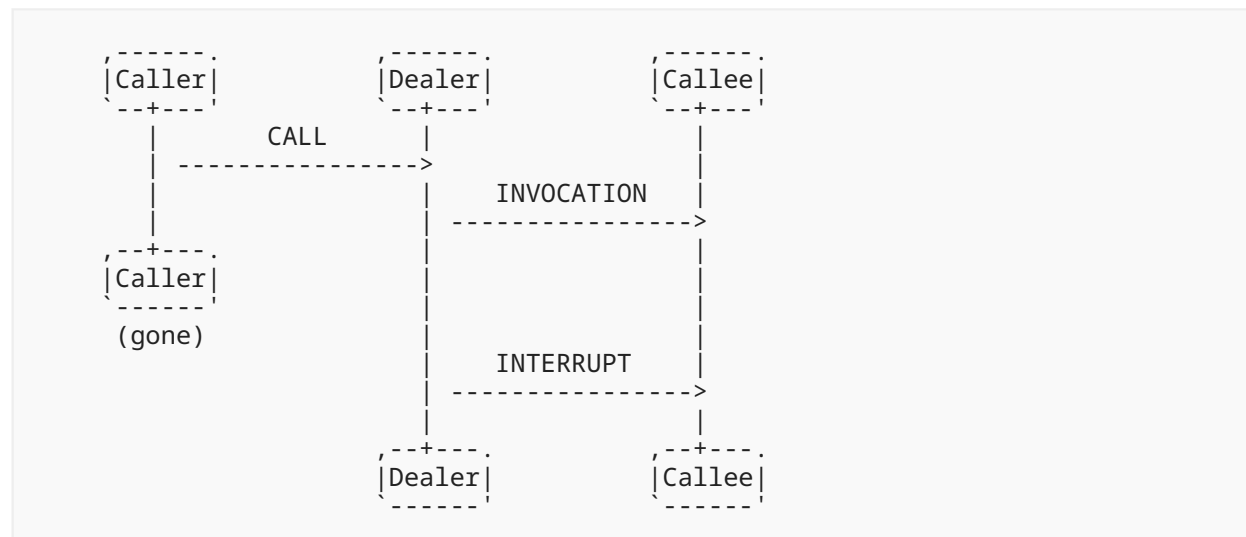 ,------. ,------. ,------.
|Caller| |Dealer| |Callee|
`--+---' `--+---' `--+---'
| CALL | |
| ----------------> |
| | INVOCATION |
| | ---------------->
,--+---. | |
|Caller| | |
`------' | |
(gone) | |
| INTERRUPT |
| ---------------->
| |
,--+---. ,--+---.
|Dealer| |Callee|
`------' `------'